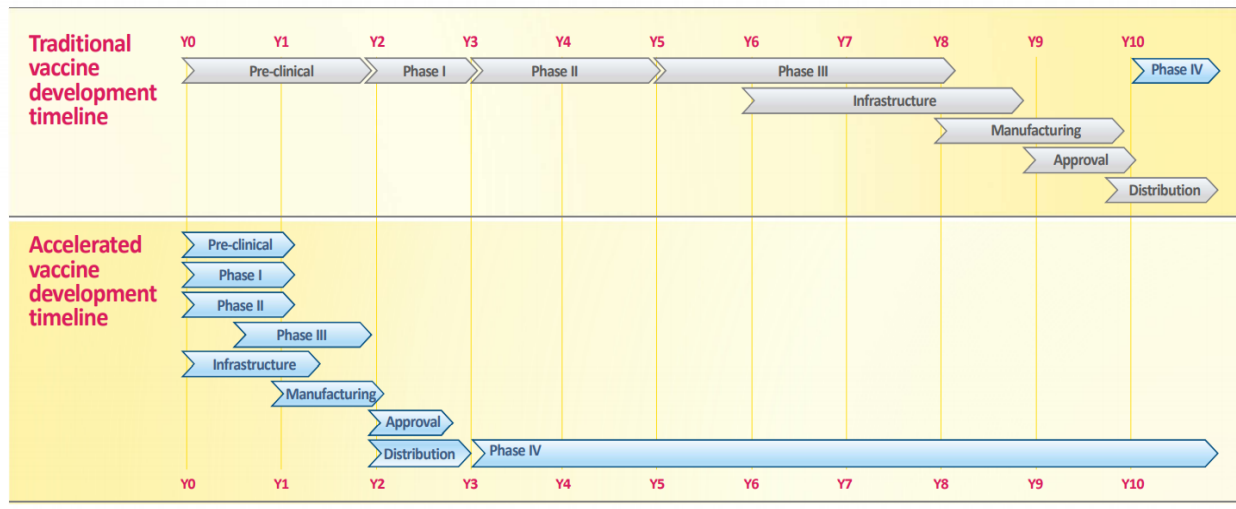 Traditional
vaccine
development
timeline
Y0 Y1 Y2 Y3 Y4 Y5 Y6 Y7 Y8 Y9 Y10
Pre-clinical Phase I Phase II Phase III Phase IV
Infrastructure
Manufacturing
Approval
Distribution
Accelerated
vaccine
development
timeline
Pre-clinical
Phase I
Phase II
Phase III
Infrastructure
Manufacturing
Approval
Distribution Phase IV
Y0 Y1 Y2 Y3 Y4 Y5 Y6 Y7 Y8 Y9 Y10